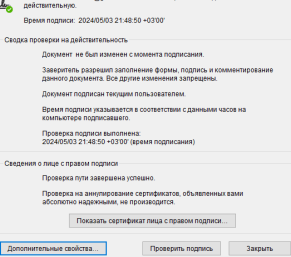 действительную.
Время подписи: 2024/05/03 21:48:50 +03'00'
Сводка проверки на действительность
Документ не был изменен с момента подписания.
Заверитель разрешил заполнение формы, подпись и комментирование
данного документа. Все другие изменения запрещены.
Документ подписан текущим пользователем.
Время подписи указывается в соответствии с данными часов на
компьютере подписавшего.
Проверка подписи выполнена:
2024/05/03 21:48:50 +03'00' (время подписания)
Сведения о лице с правом подписи
Проверка пути завершена успешно.
Проверка на аннулирование сертификатов, объявленных вами
абсолютно надежными, не производится.
Показать сертификат лица с правом подписи...
Дополнительные свойства...
Проверить подпись
Закрыть